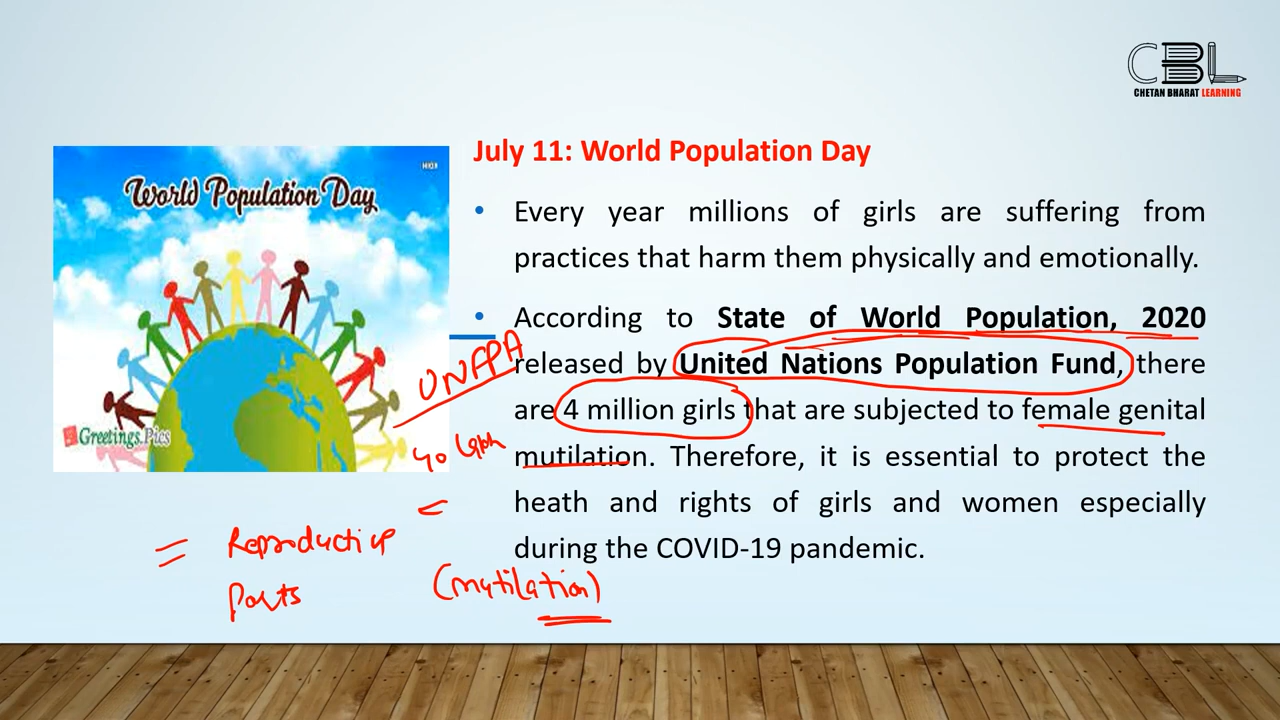 CBL
CHETAN BHARAT LEARNING
July 11: World Population Day
World Population Day
Greetings.Pics
• Every year millions of girls are suffering from
practices that harm them physically and emotionally.
• According to State of World Population, 2020
released by United Nations Population Fund, there
are 4 million girls that are subjected to female genital
mutilation. Therefore, it is essential to protect the
heath and rights of girls and women especially
during the COVID-19 pandemic.
UNFPA
40
= Reproductive
Parts
(mutilation)